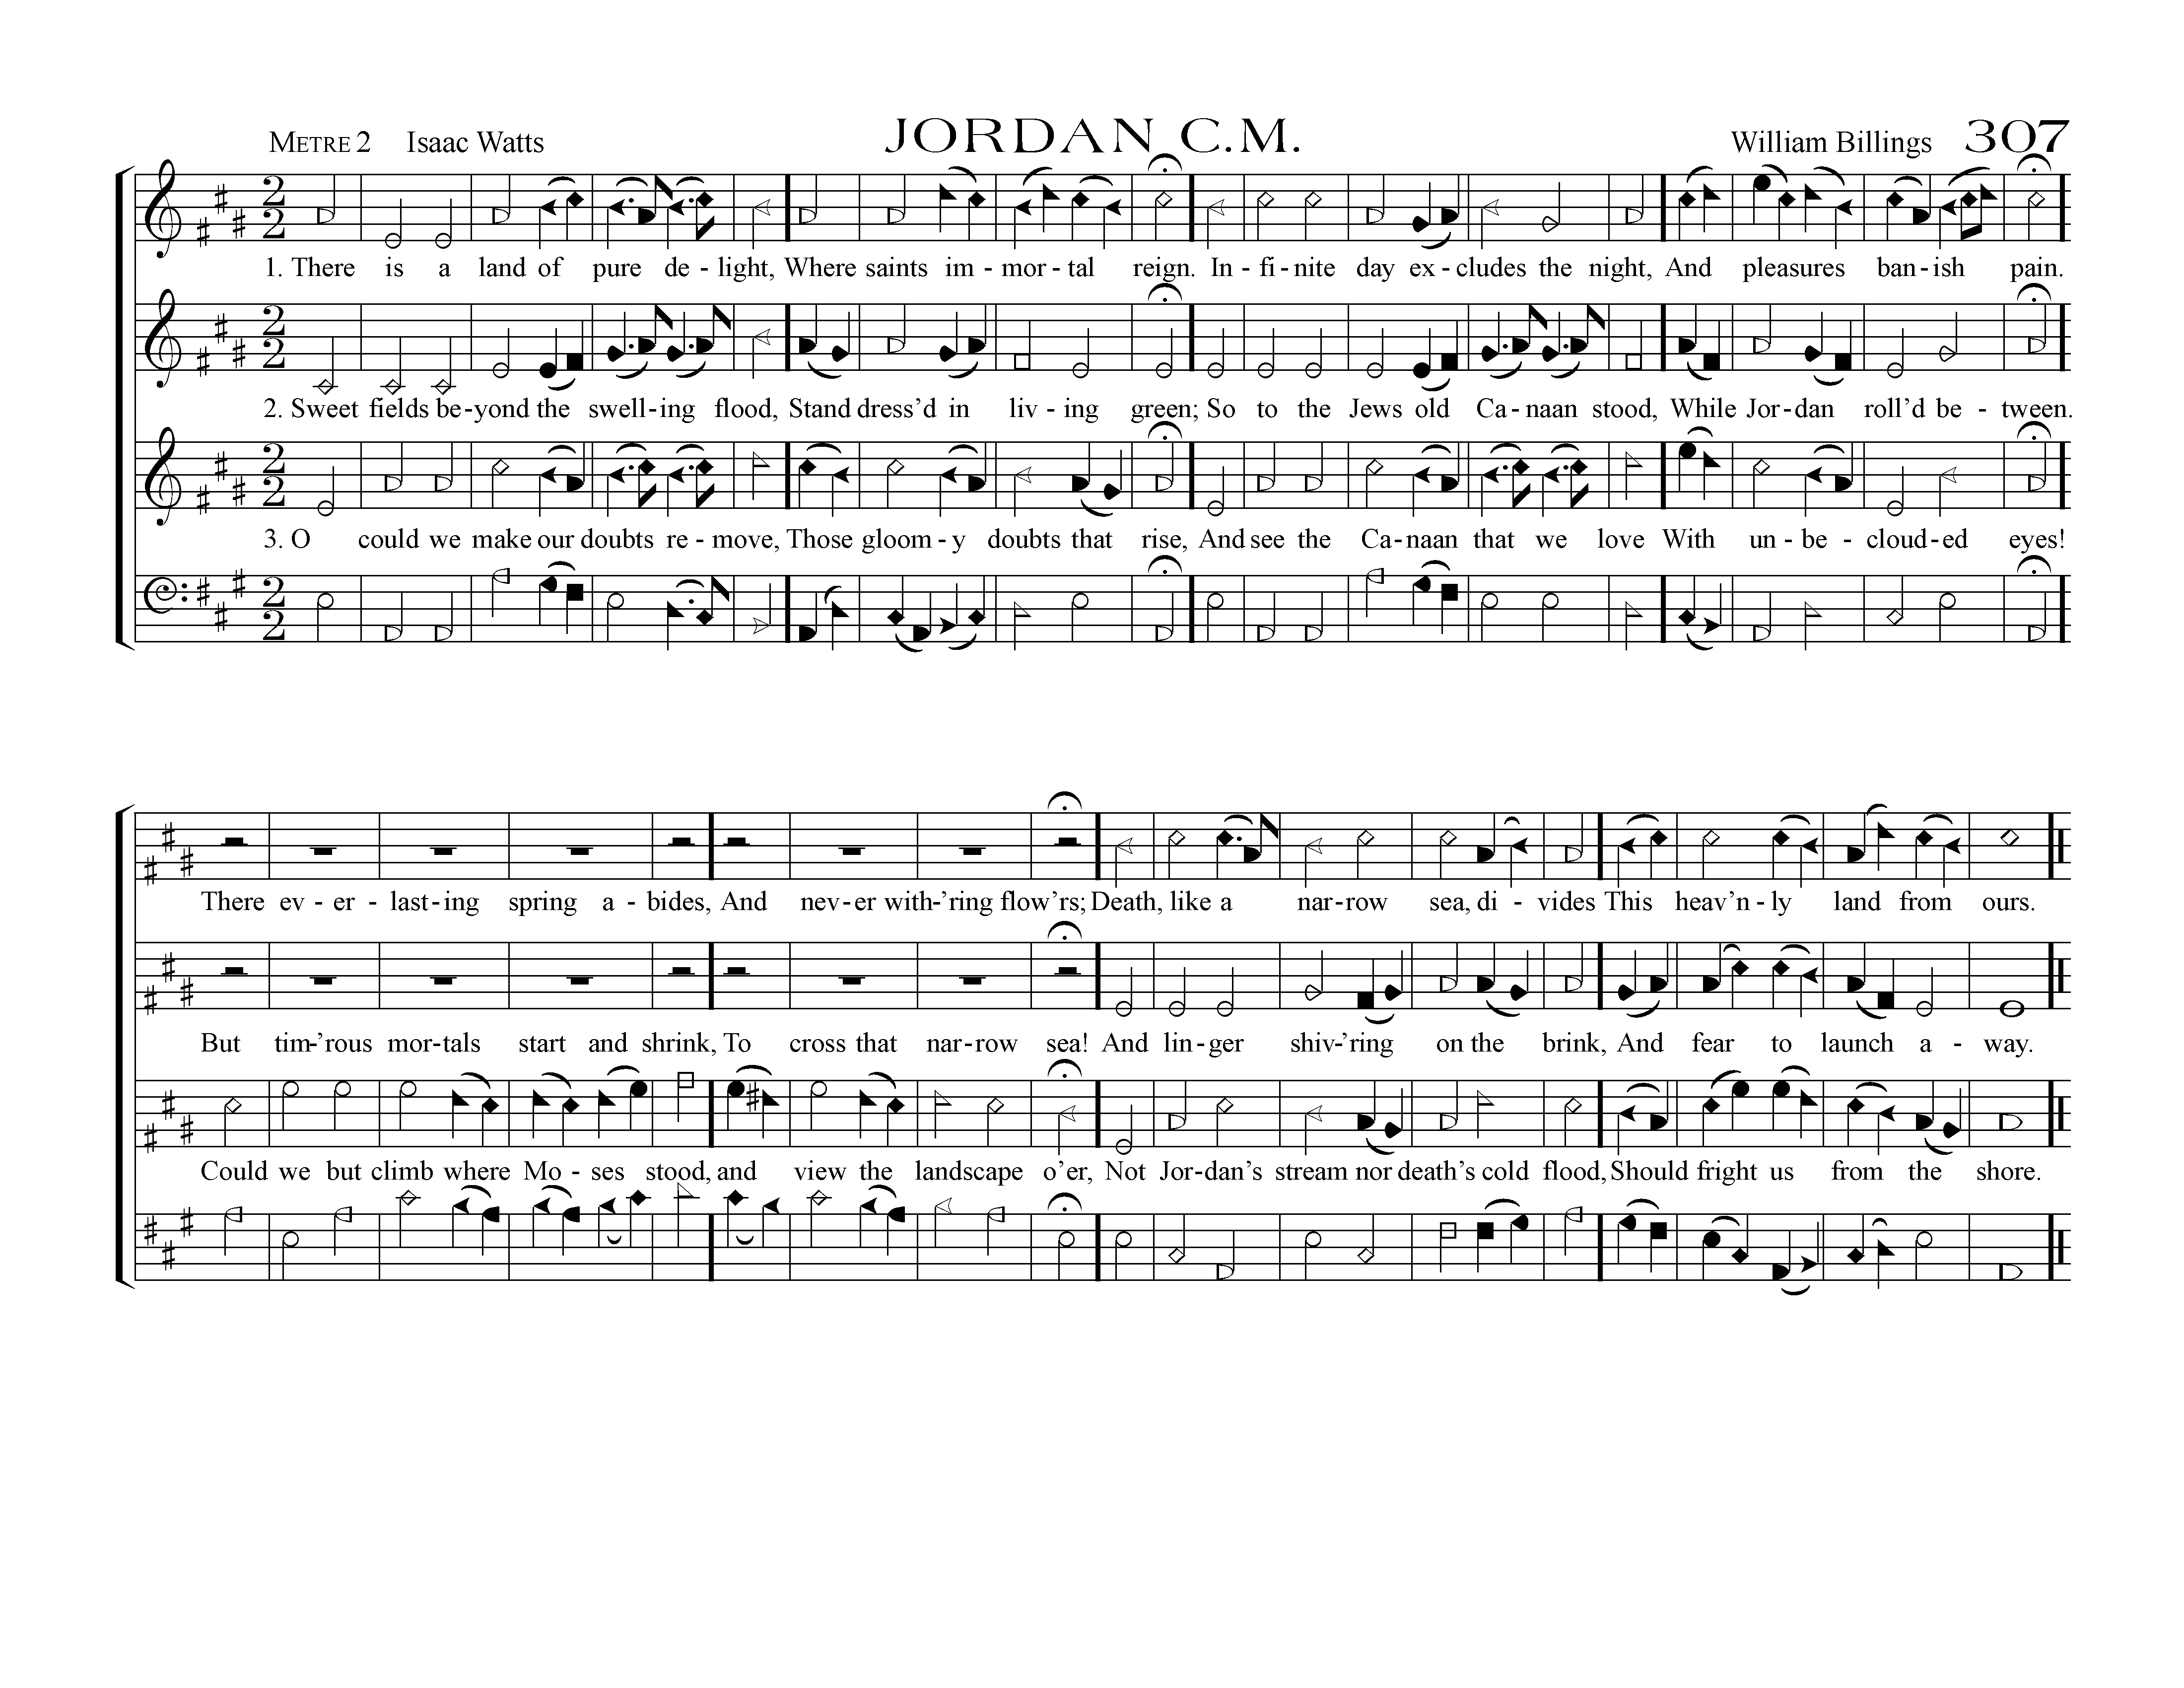 METRE 2 Isaac Watts JORDAN C.M. William Billings 307
1. There is a land of pure de - light, Where saints im - mor - tal reign. In - fi - nite day ex - cludes the night, And pleasures ban - ish pain.
2. Sweet fields be - yond the swell - ing flood, Stand dress’d in liv - ing green; So to the Jews old Ca - naan stood, While Jor - dan roll’d be - tween.
3. O could we make our doubts re - move, Those gloom - y doubts that rise, And see the Ca - naan that we love With un - be - cloud - ed eyes!
There ev - er - last - ing spring a - bides, And nev - er with - ’ring flow’rs; Death, like a nar - row sea, di - vides This heav’n - ly land from ours.
But tim - ’rous mor - tals start and shrink, To cross that nar - row sea! And lin - ger shiv - ’ring on the brink, And fear to launch a - way.
Could we but climb where Mo - ses stood, and view the landscape o’er, Not Jor - dan’s stream nor death’s cold flood, Should fright us from the shore.